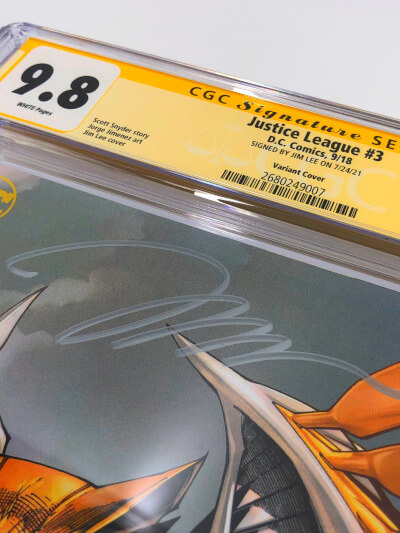 9.8
WHITE Pages
Scott Snyder story
Jorge Jimenez art
Jim Lee cover
CGC Signature SE
Justice League #3
D.C. Comics, 9/18
SIGNED BY JIM LEE ON 7/24/21
Variant Cover
2680249007